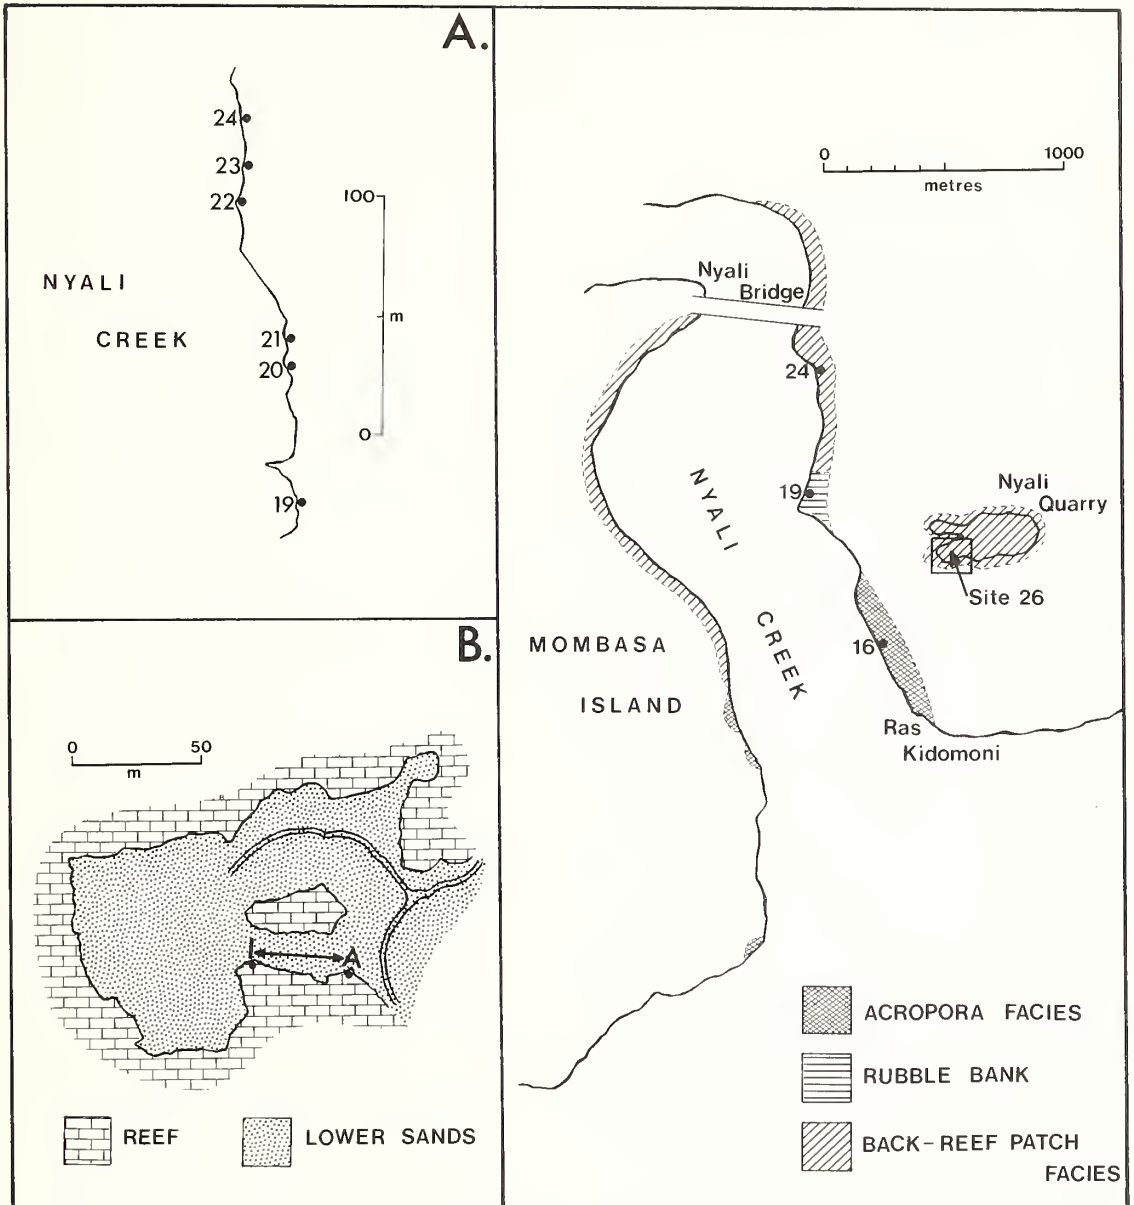 A.
24
23
22
100
NYALI
m
CREEK
21
20
0
19
B.
0 50
m
I A
REEF
LOWER SANDS
0 1000
metres
Nyali
Bridge
24
NYALI
19
Nyali
Quarry
Site 26
CREEK
MOMBASA
16
ISLAND
Ras
Kidomoni
ACROPORA FACIES
RUBBLE BANK
BACK-REEF PATCH
FACIES